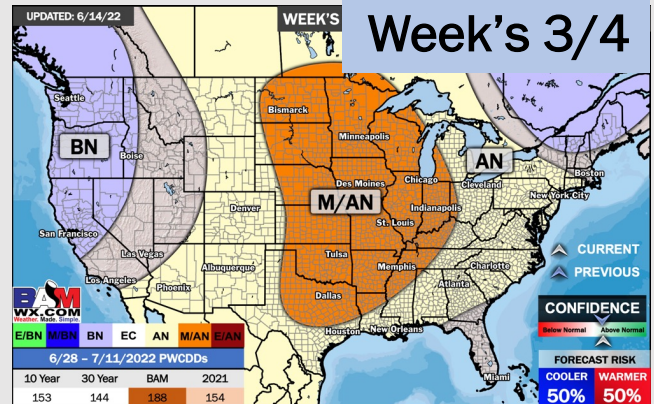 UPDATED: 6/14/22
WEEK'S
Week's 3/4
Seattle
Bismarck
BN
Minneapolis
Boise
AN
Boston
Des Moines
Chicago
Cleveland
New York City
M/AN
Denver
Indianapolis
St. Louis
San Francisco
Las Vegas
Tulsa
Memphis
Charlotte
CURRENT
PREVIOUS
Los Angeles
Phoenix
Albuquerque
Atlanta
Dallas
BAM
WX.COM
Weather. Made. Simple.
CONFIDENCE
Below Normal
Above Normal
Houston
New Orleans
E/BN
M/BN
BN
EC
AN
M/AN
E/AN
6/28 – 7/11/2022 PWCDDs
FORECAST RISK
10 Year
30 Year
BAM
2021
Miami
COOLER
WARMER
153
144
188
154
50%
50%